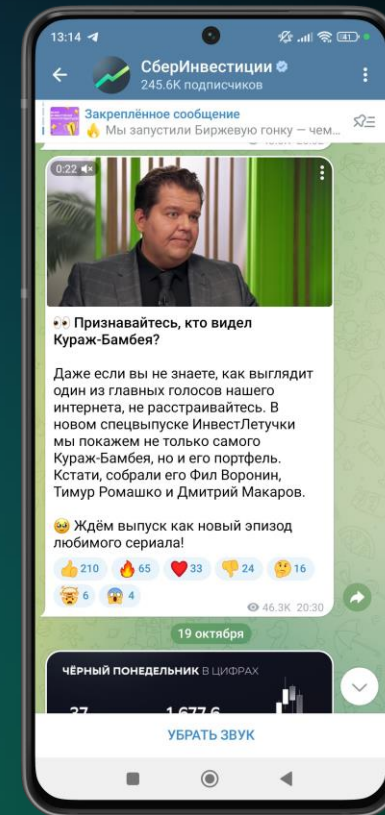 13:14
41
СберИнвестиции
245.6K подписчиков
Закреплённое сообщение
🔥 Мы запустили Биржевую гонку — чем...
0:22
👀 Признавайтесь, кто видел
Кураж-Бамбея?
Даже если вы не знаете, как выглядит
один из главных голосов нашего
интернета, не расстраивайтесь. В
новом спецвыпуске ИнвестЛетучки
мы покажем не только самого
Кураж-Бамбея, но и его портфель.
Кстати, собрали его Фил Воронин,
Тимур Ромашко и Дмитрий Макаров.
🥹 Ждём выпуск как новый эпизод
любимого сериала!
👍 210 🔥 65 ❤ 33 👎 24 🤔 16
🤯 6 😱 4
46.3K 20:30
19 октября
ЧЁРНЫЙ ПОНЕДЕЛЬНИК В ЦИФРАХ
37 1 677,6
УБРАТЬ ЗВУК